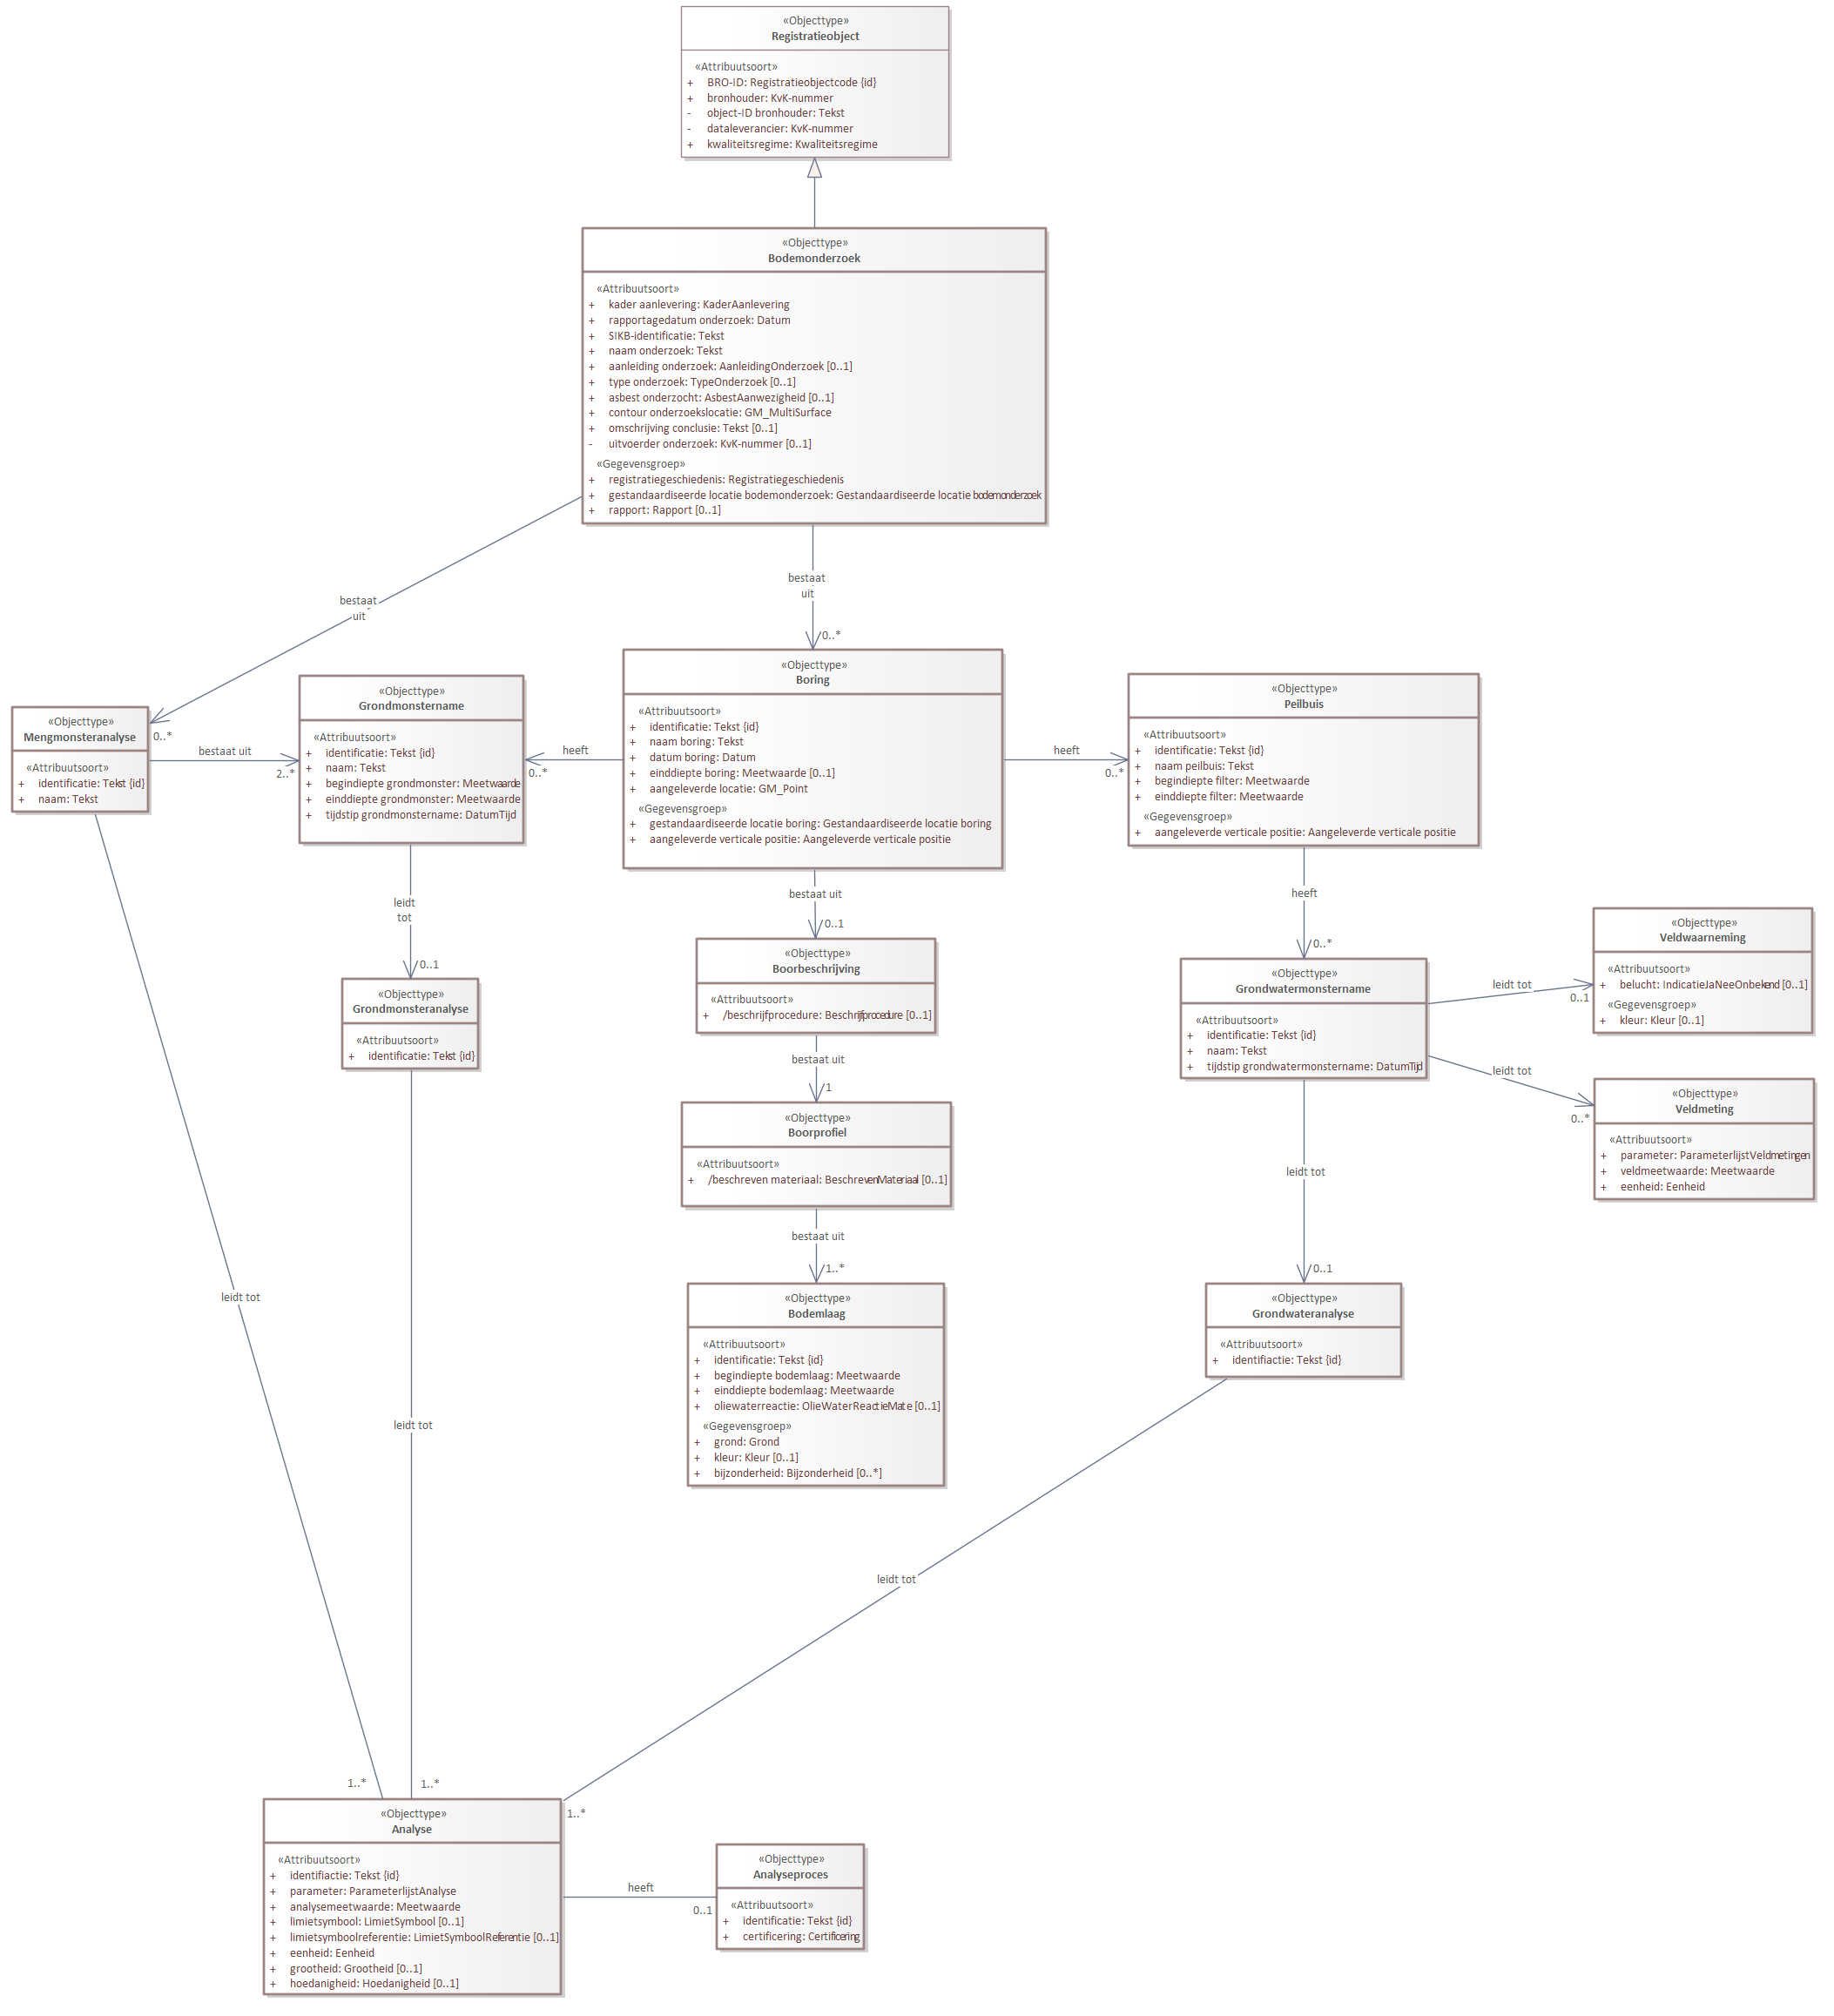 «Objecttype»
Registratieobject
«Attribuutsoort»
+ BRO-ID: Registratieobjectcode {id}
+ bronhouder: KvK-nummer
- object-ID bronhouder: Tekst
- dataleverancier: KvK-nummer
+ kwaliteitsregime: Kwaliteitsregime
«Objecttype»
Bodemonderzoek
«Attribuutsoort»
+ kader aanlevering: KaderAanlevering
+ rapportagedatum onderzoek: Datum
+ SIKB-identificatie: Tekst
+ naam onderzoek: Tekst
+ aanleiding onderzoek: AanleidingOnderzoek [0..1]
+ type onderzoek: TypeOnderzoek [0..1]
+ asbest onderzocht: AsbestAanwezigheid [0..1]
+ contour onderzoekslocatie: GM_MultiSurface
+ omschrijving conclusie: Tekst [0..1]
- uitvoerder onderzoek: KvK-nummer [0..1]
«Gegevensgroep»
+ registratiegeschiedenis: Registratiegeschiedenis
+ gestandaardiseerde locatie bodemonderzoek: Gestandaardiseerde locatie bodemonderzoek
+ rapport: Rapport [0..1]
bestaat
uit
0..*
bestaat
uit
0..*
«Objecttype»
Mengmonsteranalyse
«Attribuutsoort»
+ identificatie: Tekst {id}
+ naam: Tekst
bestaat uit
2..*
«Objecttype»
Grondmonstername
«Attribuutsoort»
+ identificatie: Tekst {id}
+ naam: Tekst
+ begindiepte grondmonster: Meetwaarde
+ einddiepte grondmonster: Meetwaarde
+ tijdstip grondmonstername: DatumTijd
heeft
0..*
«Objecttype»
Boring
«Attribuutsoort»
+ identificatie: Tekst {id}
+ naam boring: Tekst
+ datum boring: Datum
+ einddiepte boring: Meetwaarde [0..1]
+ aangeleverde locatie: GM_Point
«Gegevensgroep»
+ gestandaardiseerde locatie boring: Gestandaardiseerde locatie boring
+ aangeleverde verticale positie: Aangeleverde verticale positie
heeft
0..*
«Objecttype»
Peilbuis
«Attribuutsoort»
+ identificatie: Tekst {id}
+ naam peilbuis: Tekst
+ begindiepte filter: Meetwaarde
+ einddiepte filter: Meetwaarde
«Gegevensgroep»
+ aangeleverde verticale positie: Aangeleverde verticale positie
leidt
tot
0..1
«Objecttype»
Grondmonsteranalyse
«Attribuutsoort»
+ identificatie: Tekst {id}
bestaat uit
0..1
«Objecttype»
Boorbeschrijving
«Attribuutsoort»
+ /beschrijfprocedure: Beschrijfprocedure [0..1]
bestaat uit
1
«Objecttype»
Boorprofiel
«Attribuutsoort»
+ /beschreven materiaal: BeschrevenMateriaal [0..1]
bestaat uit
1..*
«Objecttype»
Bodemlaag
«Attribuutsoort»
+ identificatie: Tekst {id}
+ begindiepte bodemlaag: Meetwaarde
+ einddiepte bodemlaag: Meetwaarde
+ oliewaterreactie: OlieWaterReactieMate [0..1]
«Gegevensgroep»
+ grond: Grond
+ kleur: Kleur [0..1]
+ bijzonderheid: Bijzonderheid [0..*]
heeft
0..*
«Objecttype»
Grondwatermonstername
«Attribuutsoort»
+ identificatie: Tekst {id}
+ naam: Tekst
+ tijdstip grondwatermonstername: DatumTijd
leidt tot
0..1
«Objecttype»
Veldwaarneming
«Attribuutsoort»
+ belucht: IndicatieJaNeeOnbekend [0..1]
«Gegevensgroep»
+ kleur: Kleur [0..1]
leidt tot
0..*
«Objecttype»
Veldmeting
«Attribuutsoort»
+ parameter: ParameterlijstVeldmetingen
+ veldmeetwaarde: Meetwaarde
+ eenheid: Eenheid
leidt tot
0..1
«Objecttype»
Grondwateranalyse
«Attribuutsoort»
+ identifiactie: Tekst {id}
leidt tot
leidt tot
leidt tot
1..*
1..*
1..*
«Objecttype»
Analyse
«Attribuutsoort»
+ identifiactie: Tekst {id}
+ parameter: ParameterlijstAnalyse
+ analysemeetwaarde: Meetwaarde
+ limietsymbool: LimietSymbool [0..1]
+ limietsymboolreferentie: LimietSymboolReferentie [0..1]
+ eenheid: Eenheid
+ grootheid: Grootheid [0..1]
+ hoedanigheid: Hoedanigheid [0..1]
heeft
0..1
«Objecttype»
Analyseproces
«Attribuutsoort»
+ identificatie: Tekst {id}
+ certificering: Certificering